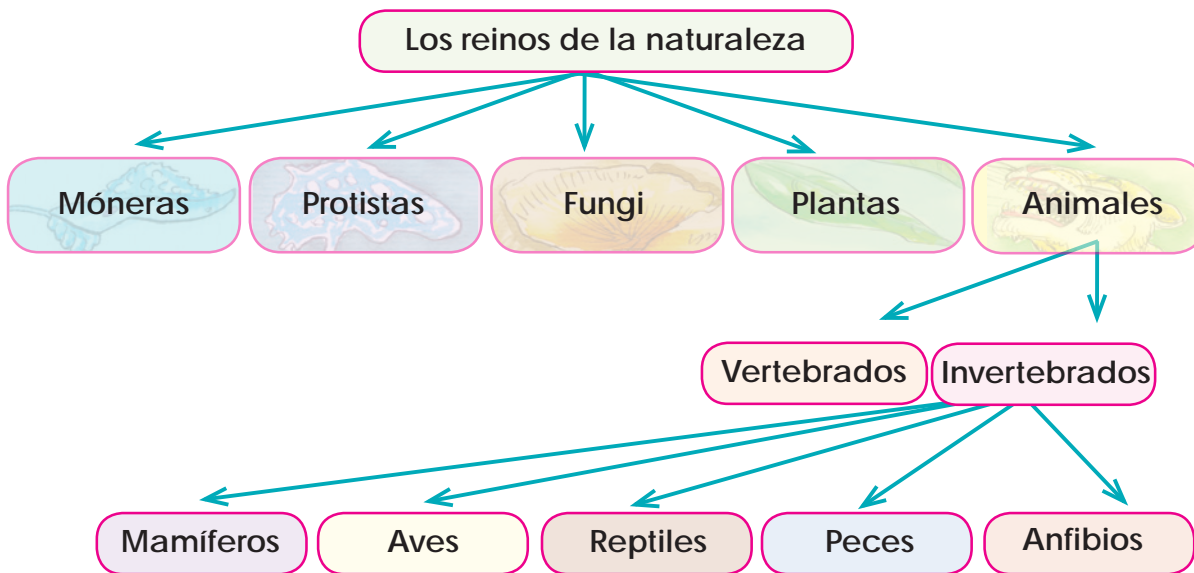 Los reinos de la naturaleza
Móneras
Protistas
Fungi
Plantas
Animales
Vertebrados
Invertebrados
Mamíferos
Aves
Reptiles
Peces
Anfibios